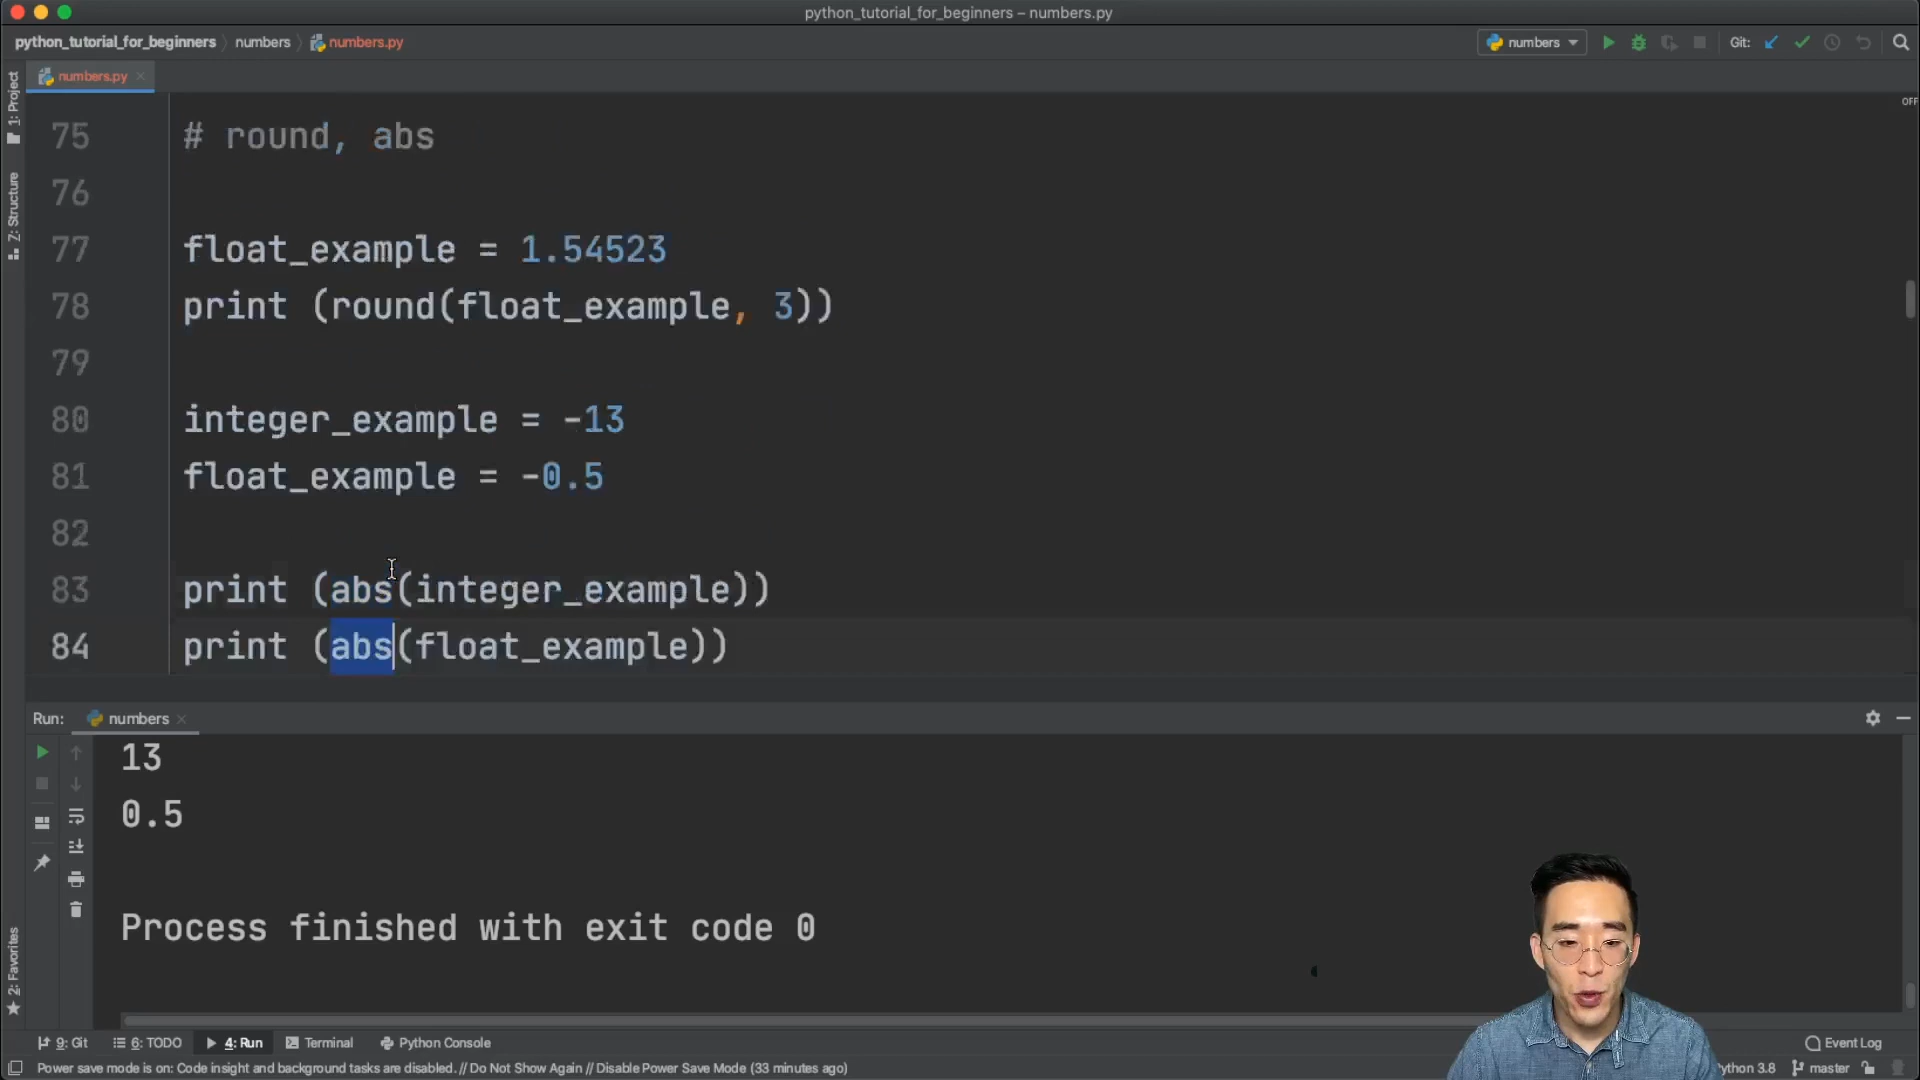 python_tutorial_for_beginners – numbers.py
python_tutorial_for_beginners numbers numbers.py
numbers Git:
numbers.py
OFF
1: Project
Z: Structure
2: Favorites
75 # round, abs
76
77 float_example = 1.54523
78 print (round(float_example, 3))
79
80 integer_example = -13
81 float_example = -0.5
82
83 print (abs(integer_example))
84 print (abs(float_example))
Run: numbers
13
0.5
Process finished with exit code 0
9: Git 6: TODO 4: Run Terminal Python Console Event Log
Power save mode is on: Code insight and background tasks are disabled. // Do Not Show Again // Disable Power Save Mode (33 minutes ago) ython 3.8 master